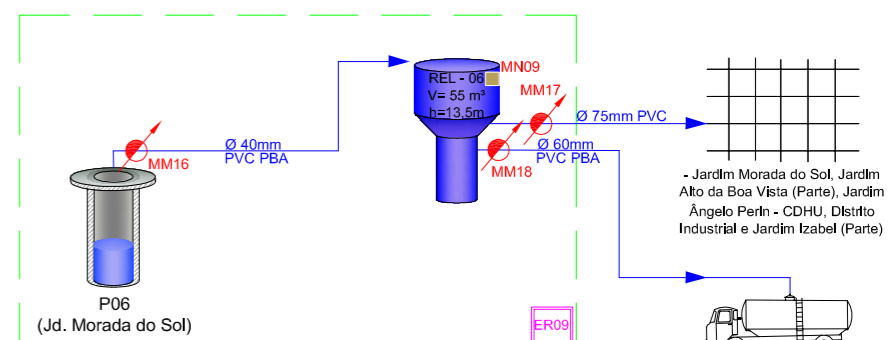 MN09
REL - 06
V= 55 m³
h=13,5m
MM17
Ø 75mm PVC
Ø 40mm
PVC PBA
MM16
Ø 60mm
PVC PBA
MM18
- Jardim Morada do Sol, Jardim
Alto da Boa Vista (Parte), Jardim
Ângelo Perin - CDHU, Distrito
Industrial e Jardim Izabel (Parte)
P06
(Jd. Morada do Sol)
ER09